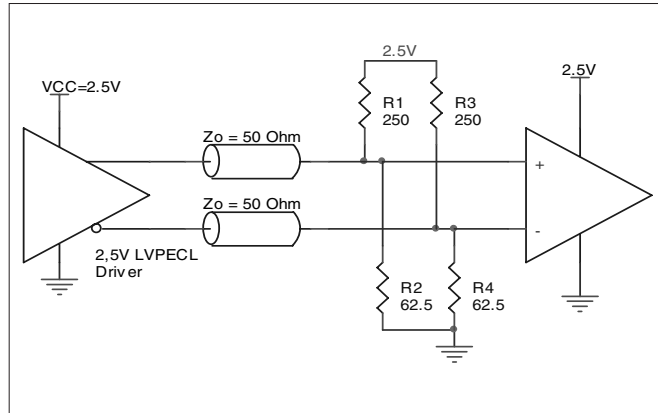 2.5V
VCC=2.5V
2.5V
R1
250
R3
250
Zo = 50 Ohm
+
Zo = 50 Ohm
-
2,5V LVPECL
Driver
R2
62.5
R4
62.5